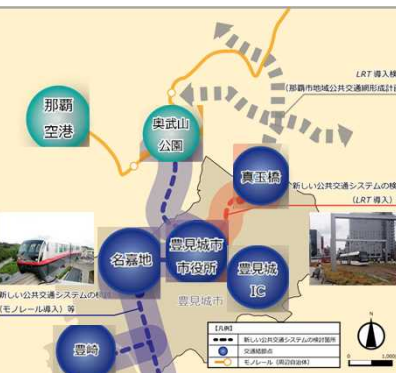 LRT 導入検
(那覇市地域公共交通網形成計画
那覇
空港
奥武山
公園
真玉橋
新しい公共交通システムの検
(LRT 導入)
名嘉地
豊見城市
市役所
豊見城
IC
豊見城市
新しい公共交通システムの検討
(モノレール導入) 等
豊崎
【凡例】
新しい公共交通システムの検討箇所
交通結節点
モノレール (周辺自治体)
N
0
1,000